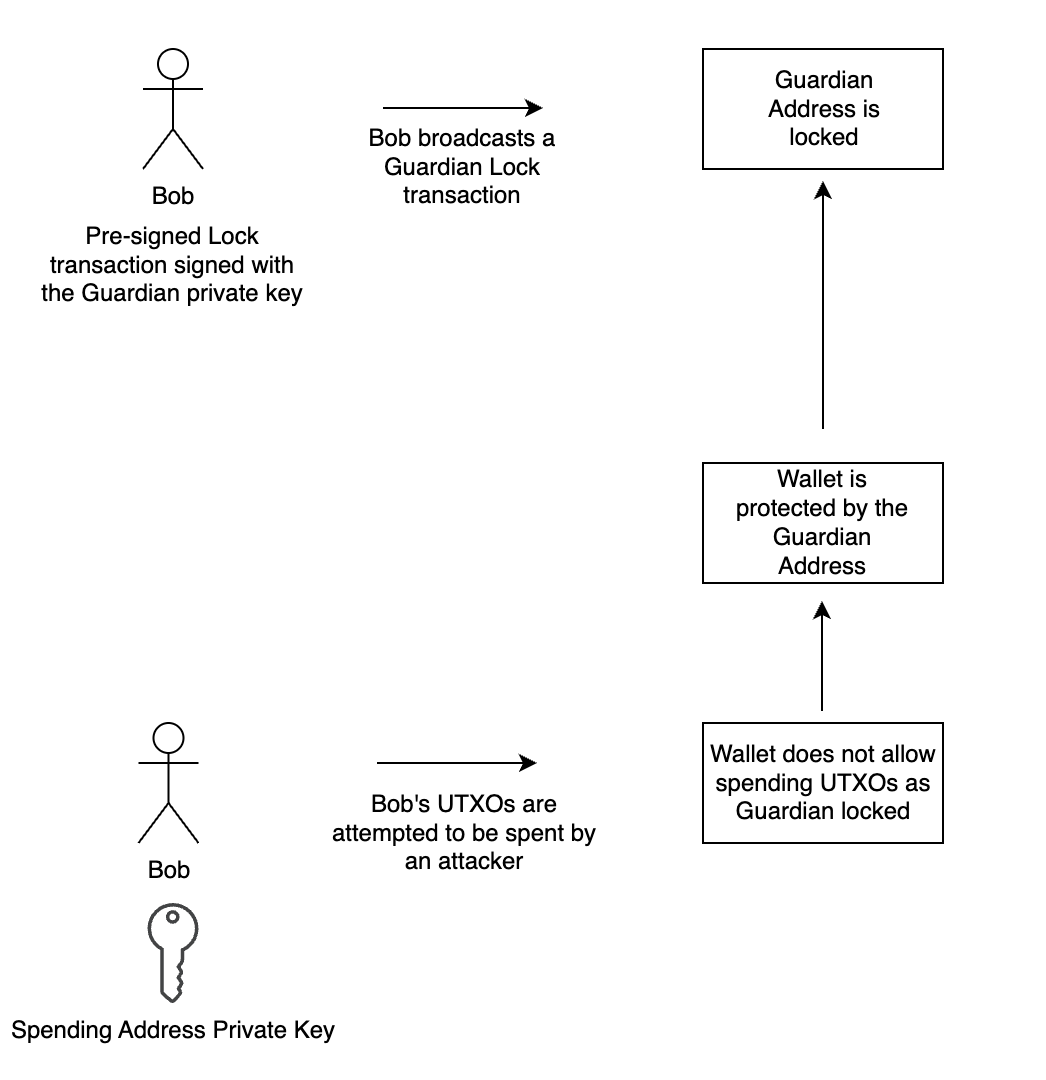 Guardian
Address is
locked
Bob broadcasts a
Guardian Lock
transaction
Bob
Pre-signed Lock
transaction signed with
the Guardian private key
Wallet is
protected by the
Guardian
Address
Wallet does not allow
spending UTXOs as
Guardian locked
Bob's UTXOs are
attempted to be spent by
an attacker
Bob
Spending Address Private Key